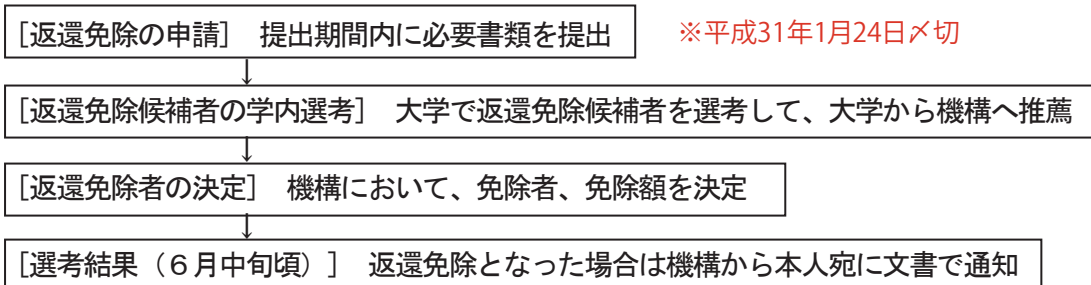 [返還免除の申請] 提出期間内に必要書類を提出 ※平成31年1月24日〆切
↓
[返還免除候補者の学内選考] 大学で返還免除候補者を選考して、大学から機構へ推薦
↓
[返還免除者の決定] 機構において、免除者、免除額を決定
↓
[選考結果（６月中旬頃）] 返還免除となった場合は機構から本人宛に文書で通知